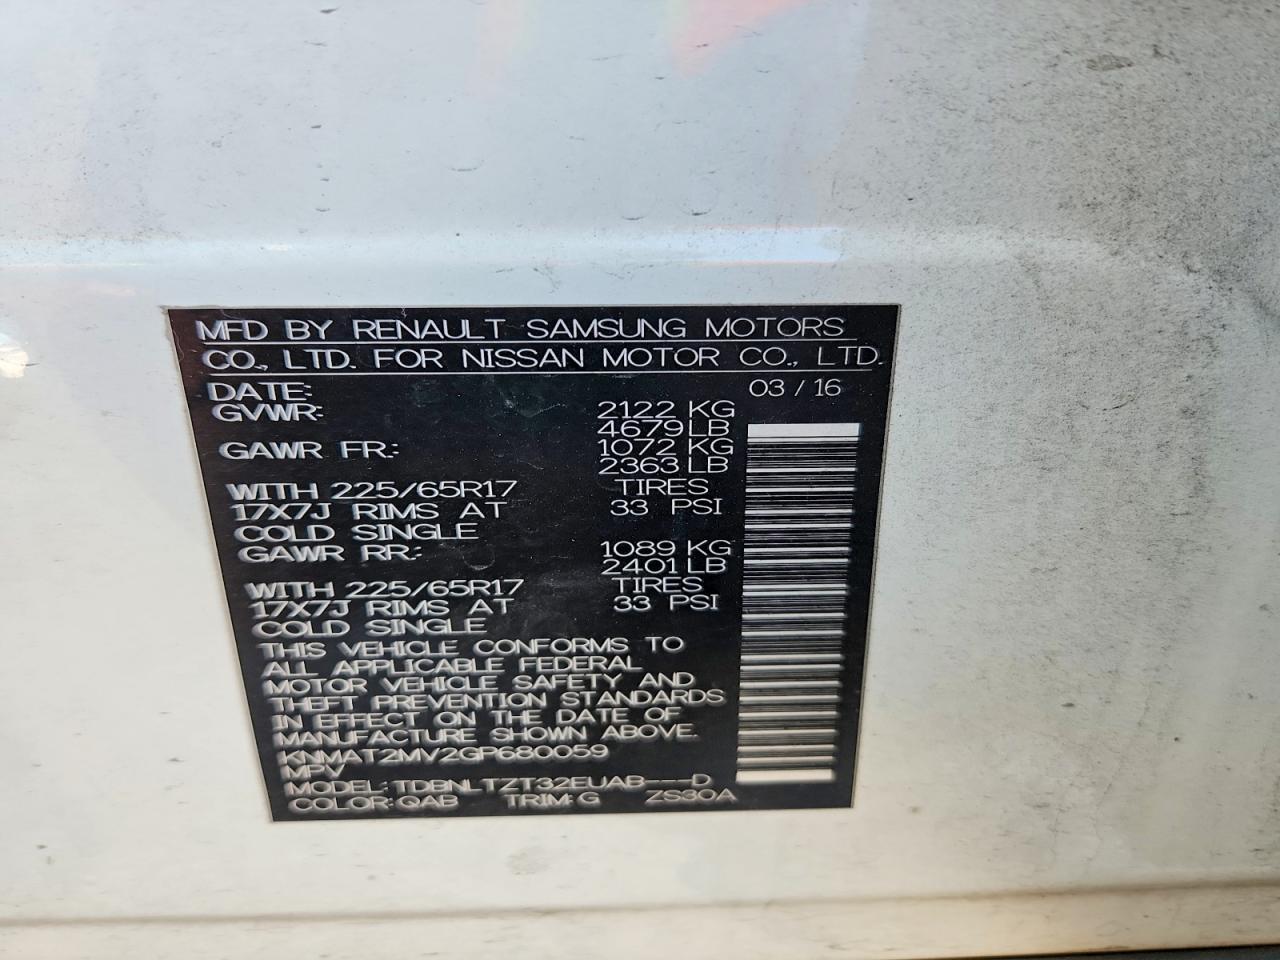 MFD BY RENAULT SAMSUNG MOTORS
CO., LTD. FOR NISSAN MOTOR CO., LTD.
DATE: 03 / 16
GVWR: 2122 KG
4679 LB
GAWR FR.: 1072 KG
2363 LB
WITH 225/65R17 TIRES
17X7J RIMS AT 33 PSI
COLD SINGLE
GAWR RR.: 1089 KG
2401 LB
WITH 225/65R17 TIRES
17X7J RIMS AT 33 PSI
COLD SINGLE
THIS VEHICLE CONFORMS TO
ALL APPLICABLE FEDERAL
MOTOR VEHICLE SAFETY AND
THEFT PREVENTION STANDARDS
IN EFFECT ON THE DATE OF
MANUFACTURE SHOWN ABOVE.
KNMAT2MV2GP680059
MPV
MODEL: TDBNLTZT32EUAB---D
COLOR: QAB TRIM: G ZS30A